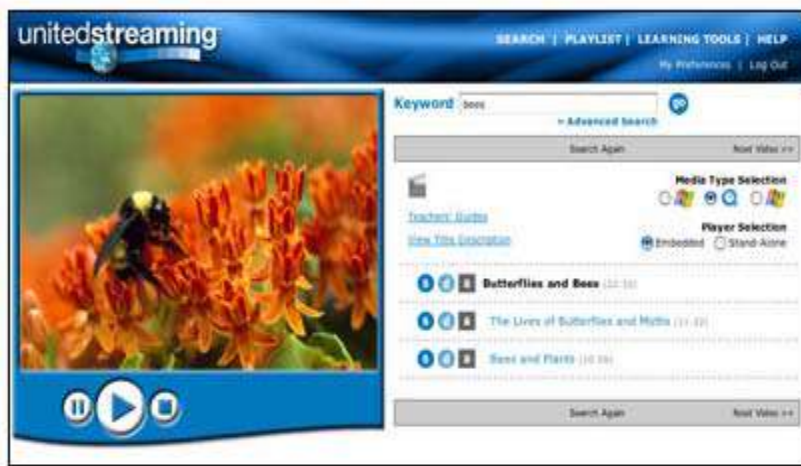 unitedstreaming
SEARCH | PLAYLIST | LEARNING TOOLS | HELP
My Preferences | Log Out
Keyword bees go
» Advanced Search
Search Again Next Video >>
Media Type Selection
Teachers' Guides
View Title Description
Player Selection
Embedded Stand-Alone
Butterflies and Bees
The Lives of Butterflies and Moths
Bees and Plants
Search Again Next Video >>